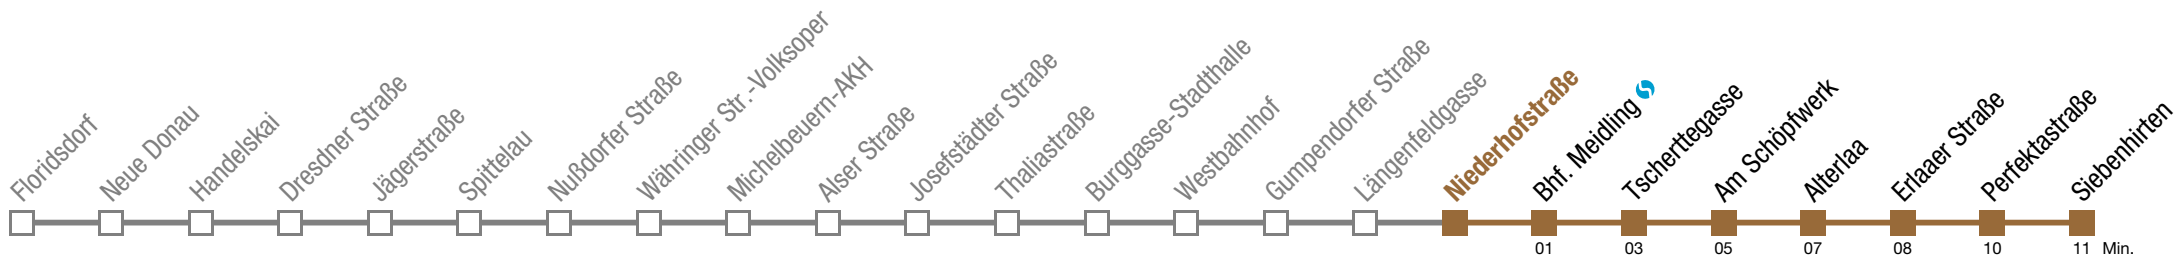 Floridsdorf
Neue Donau
Handelskai
Dresdner Straße
Jägerstraße
Spittelau
Nußdorfer Straße
Währinger Str.-Volksoper
Michelbeuern-AKH
Alser Straße
Josefstädter Straße
Thaliastraße
Burggasse-Stadthalle
Westbahnhof
Gumpendorfer Straße
Längenfeldgasse
Niederhofstraße
Bhf. Meidling
Tscherttegasse
Am Schöpfwerk
Alterlaa
Erlaaer Straße
Perfektastraße
Siebenhirten
01 03 05 07 08 10 11 Min.